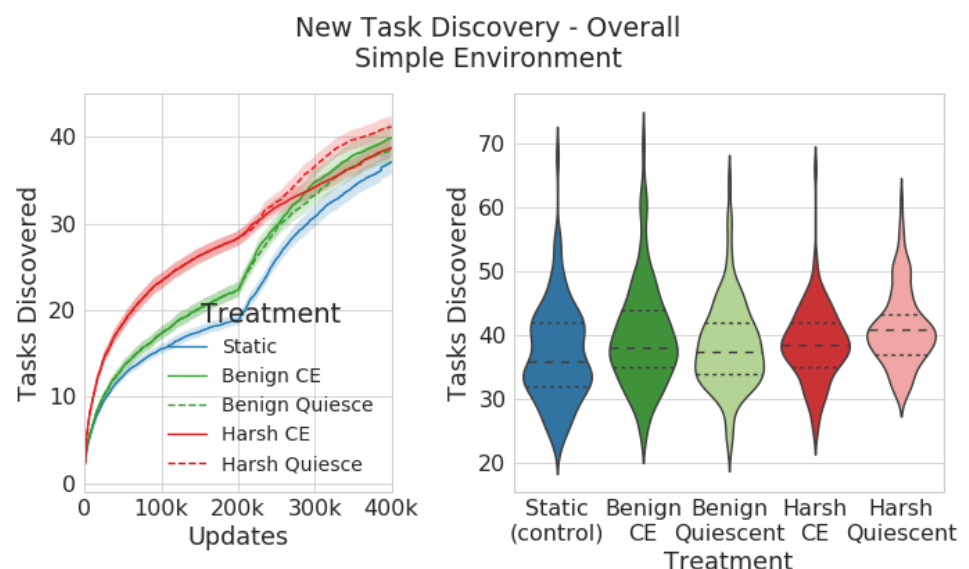 New Task Discovery - Overall
Simple Environment
Tasks Discovered
40
30
20
10
0
0
100k
200k
300k
400k
Updates
Treatment
Static
Benign CE
Benign Quiesce
Harsh CE
Harsh Quiesce
Tasks Discovered
70
60
50
40
30
20
Static
(control)
Benign
CE
Benign
Quiescent
Harsh
CE
Harsh
Quiescent
Treatment